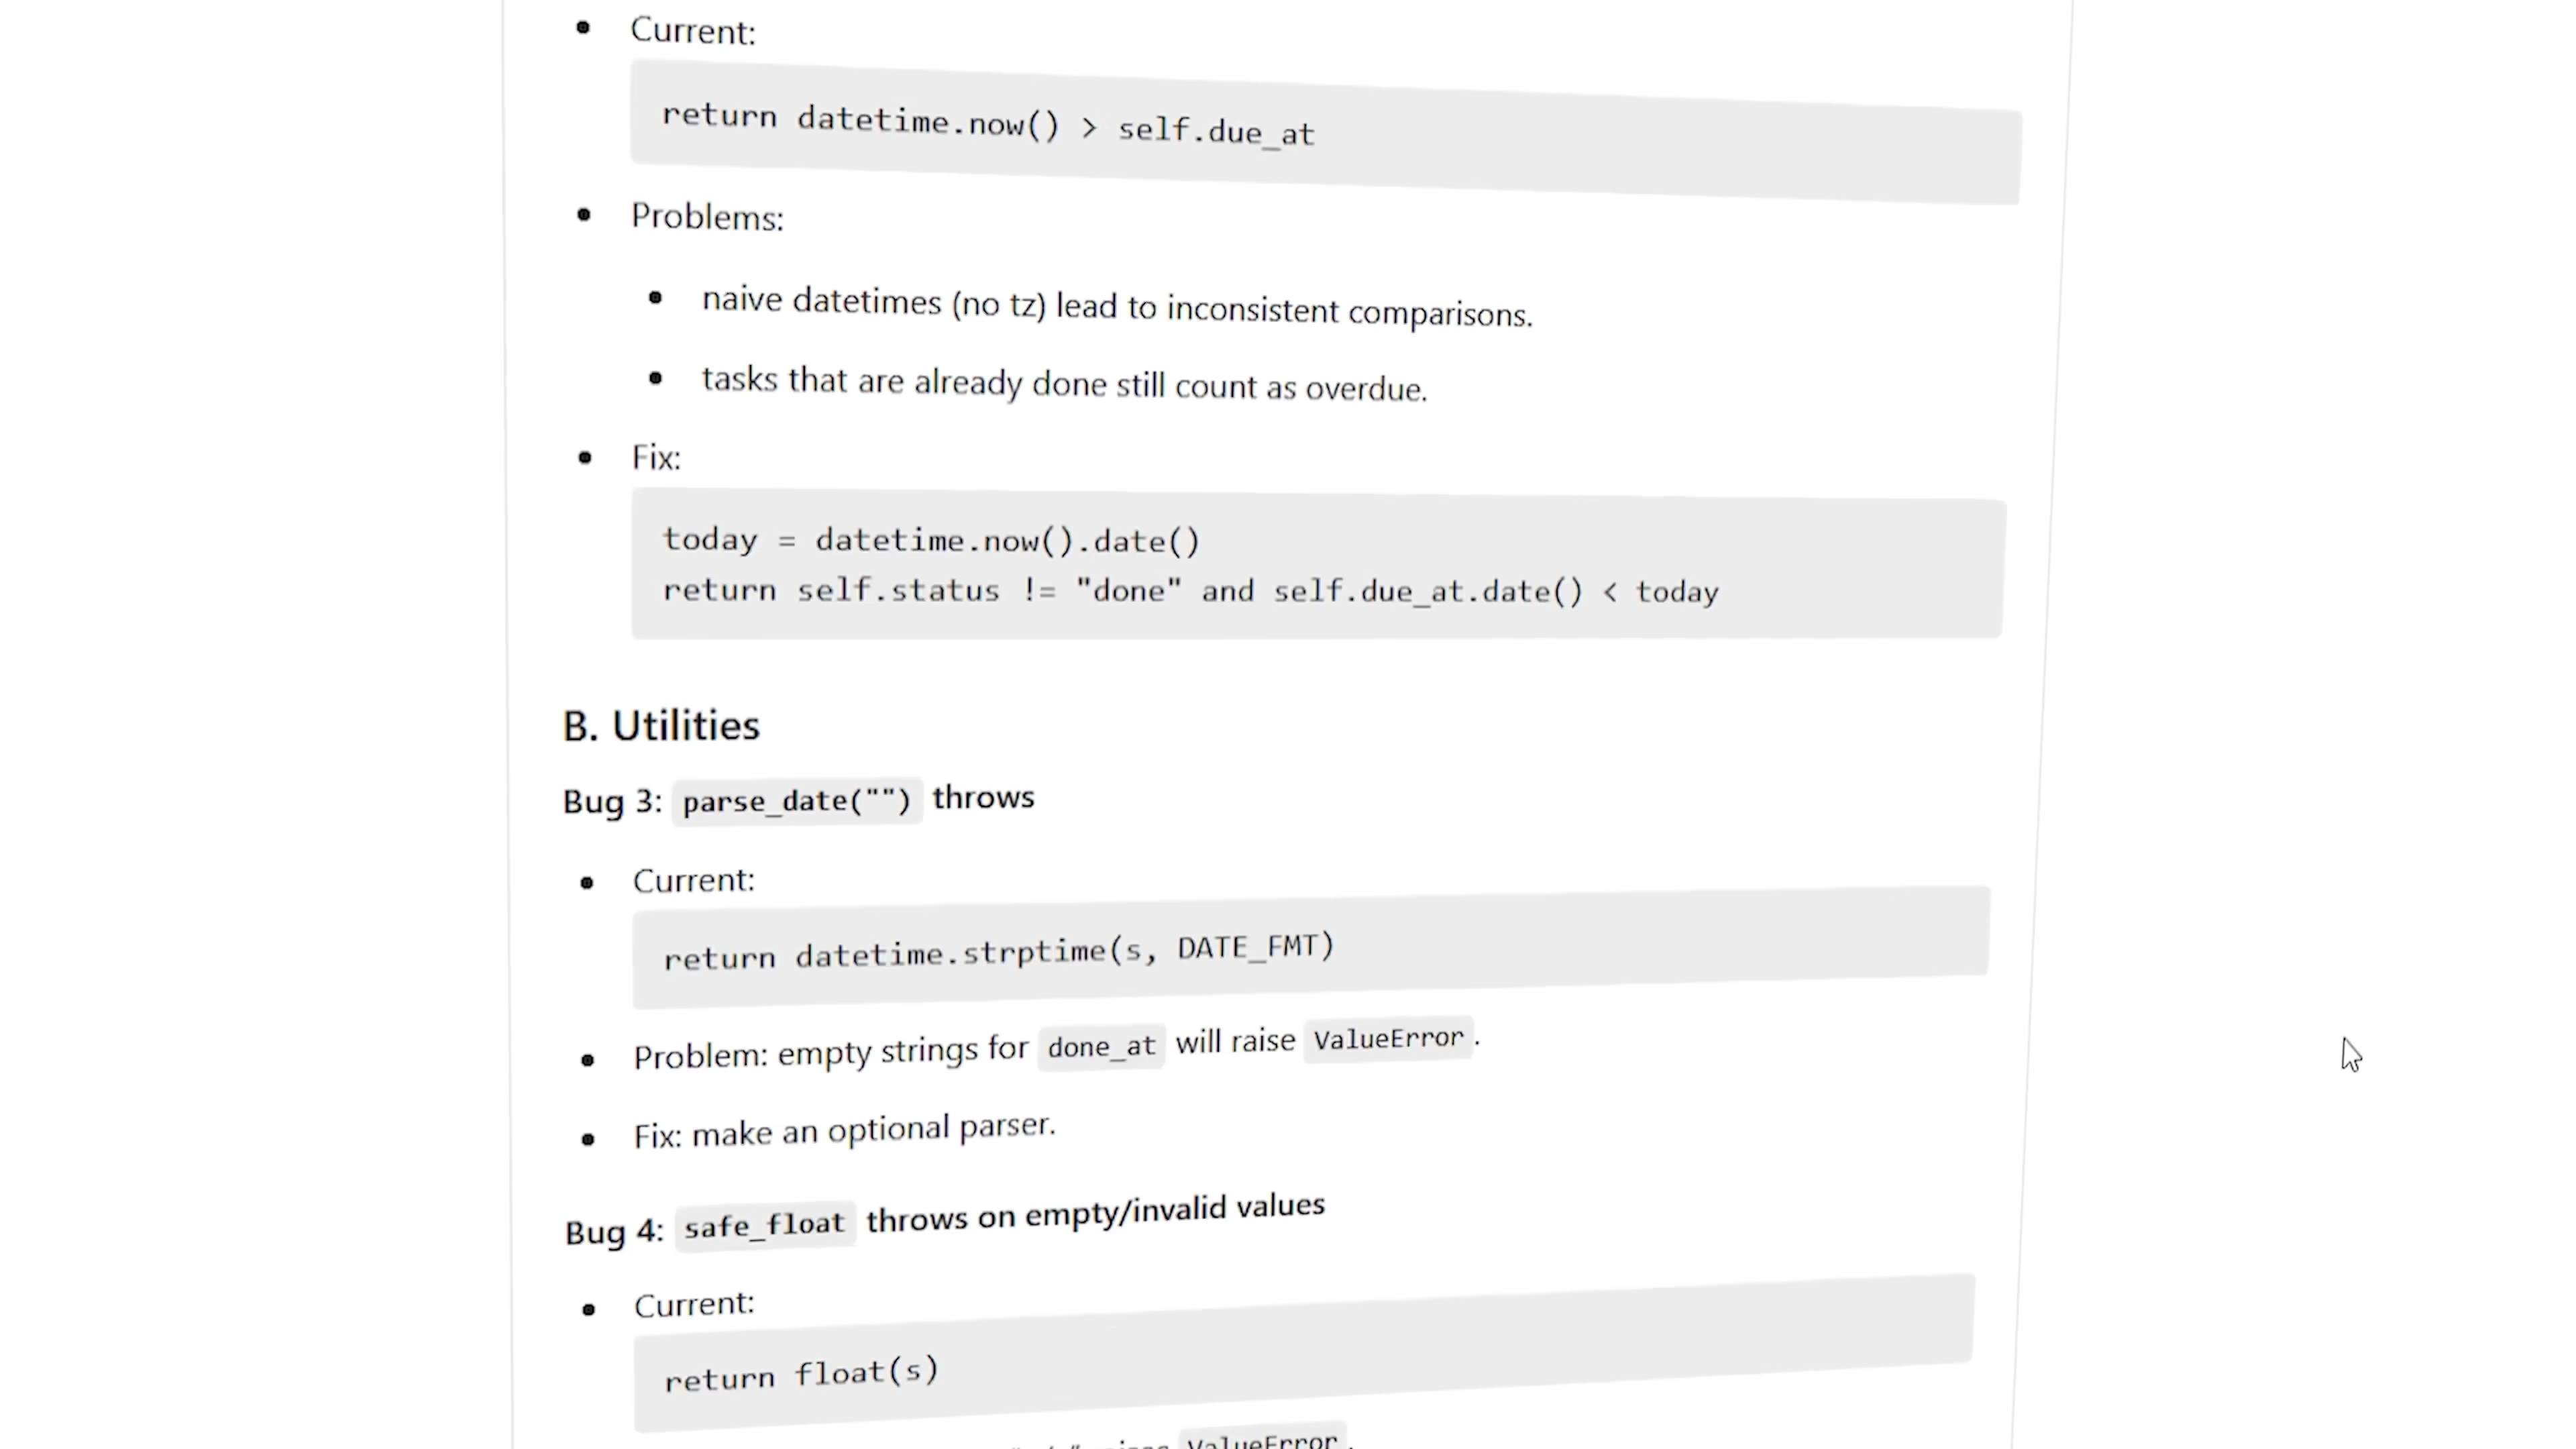 Current:
return datetime.now() > self.due_at
Problems:
naive datetimes (no tz) lead to inconsistent comparisons.
tasks that are already done still count as overdue.
Fix:
today = datetime.now().date()
return self.status != "done" and self.due_at.date() < today
B. Utilities
Bug 3: parse_date("") throws
Current:
return datetime.strptime(s, DATE_FMT)
Problem: empty strings for done_at will raise ValueError.
Fix: make an optional parser.
Bug 4: safe_float throws on empty/invalid values
Current:
return float(s)
ValueError.